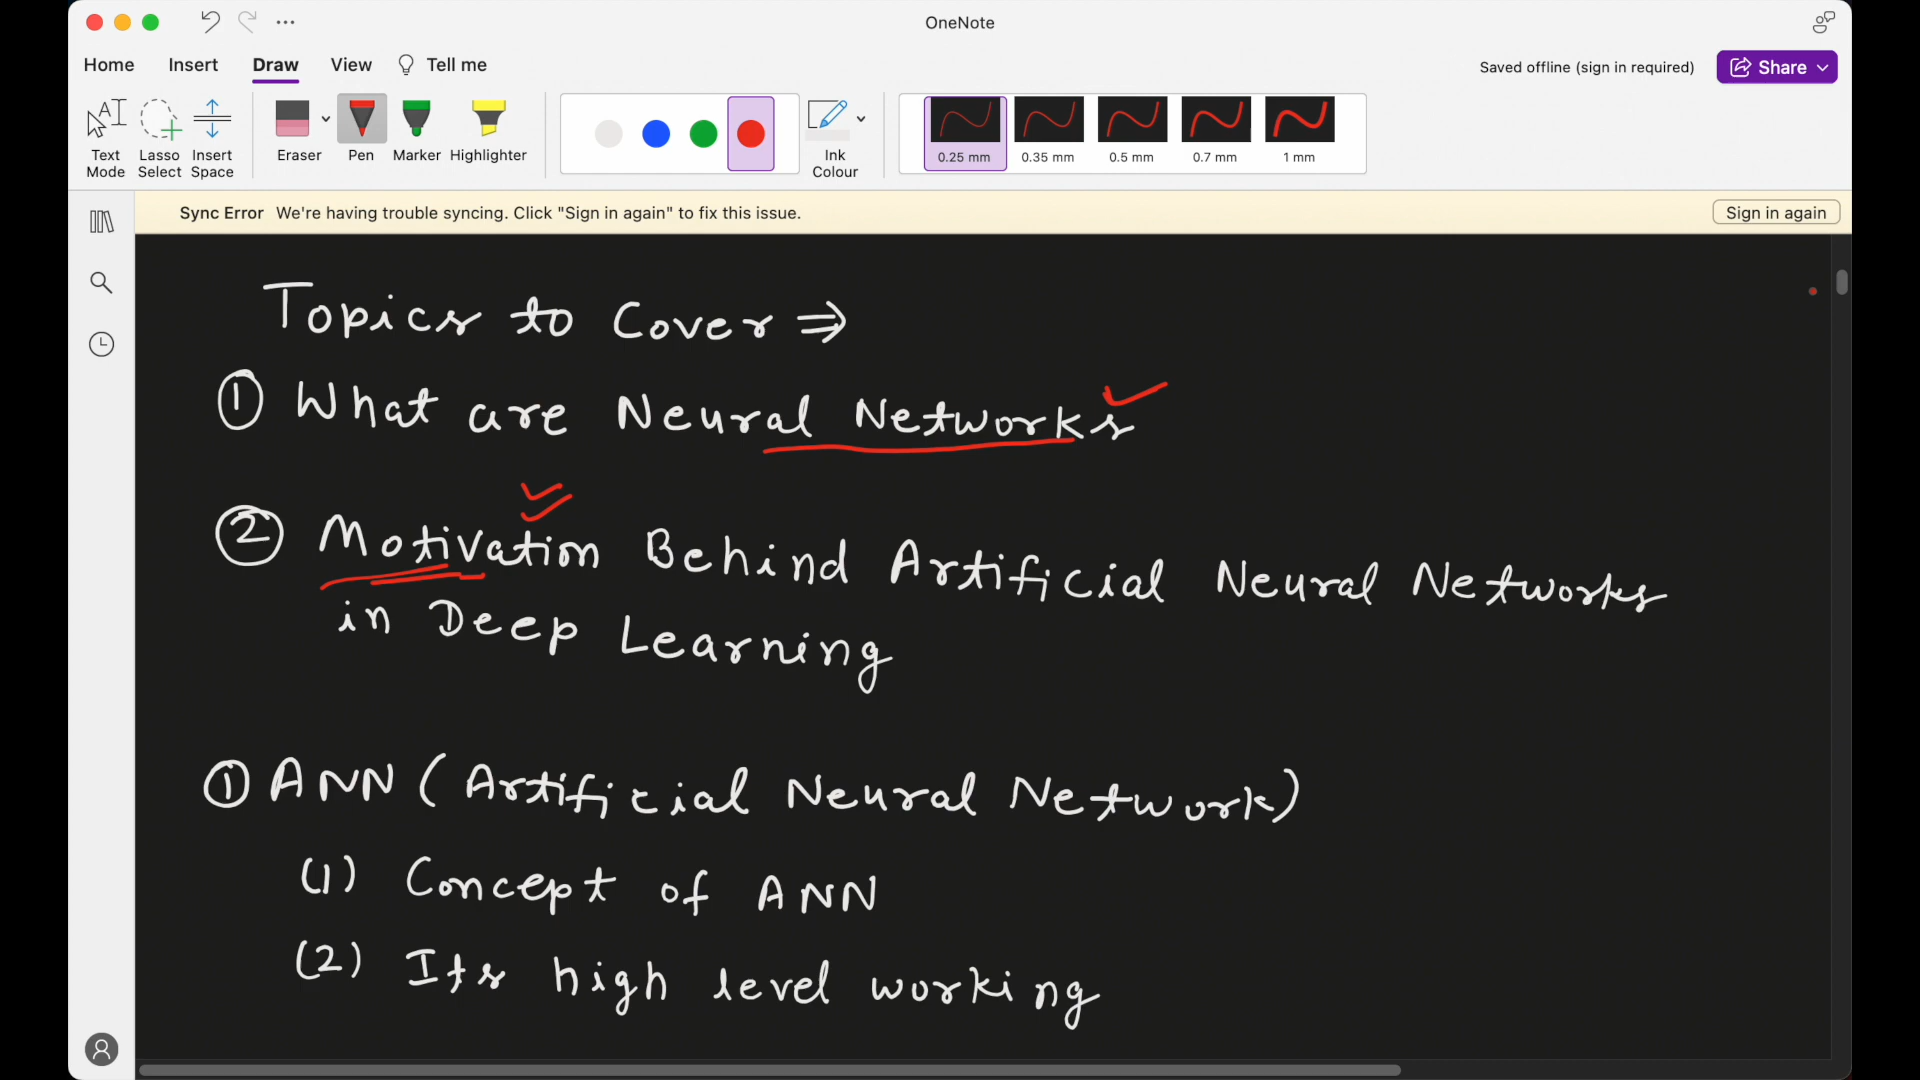 OneNote
Home Insert Draw View Tell me
Saved offline (sign in required) Share
Text Mode
Lasso Select
Insert Space
Eraser
Pen
Marker
Highlighter
Ink Colour
0.25 mm
0.35 mm
0.5 mm
0.7 mm
1 mm
Sync Error We're having trouble syncing. Click "Sign in again" to fix this issue. Sign in again
Topics to Cover ⇒
① What are Neural Networks
② Motivation Behind Artificial Neural Networks
in Deep Learning
① ANN (Artificial Neural Network)
(1) Concept of ANN
(2) Its high level working